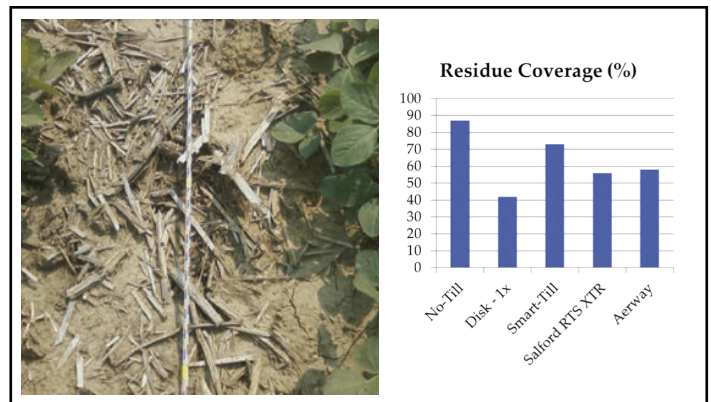 Residue Coverage (%)
100
90
80
70
60
50
40
30
20
10
0
No-Till
Disk - 1x
Smart-Till
Salford RTS XTR
Aerway